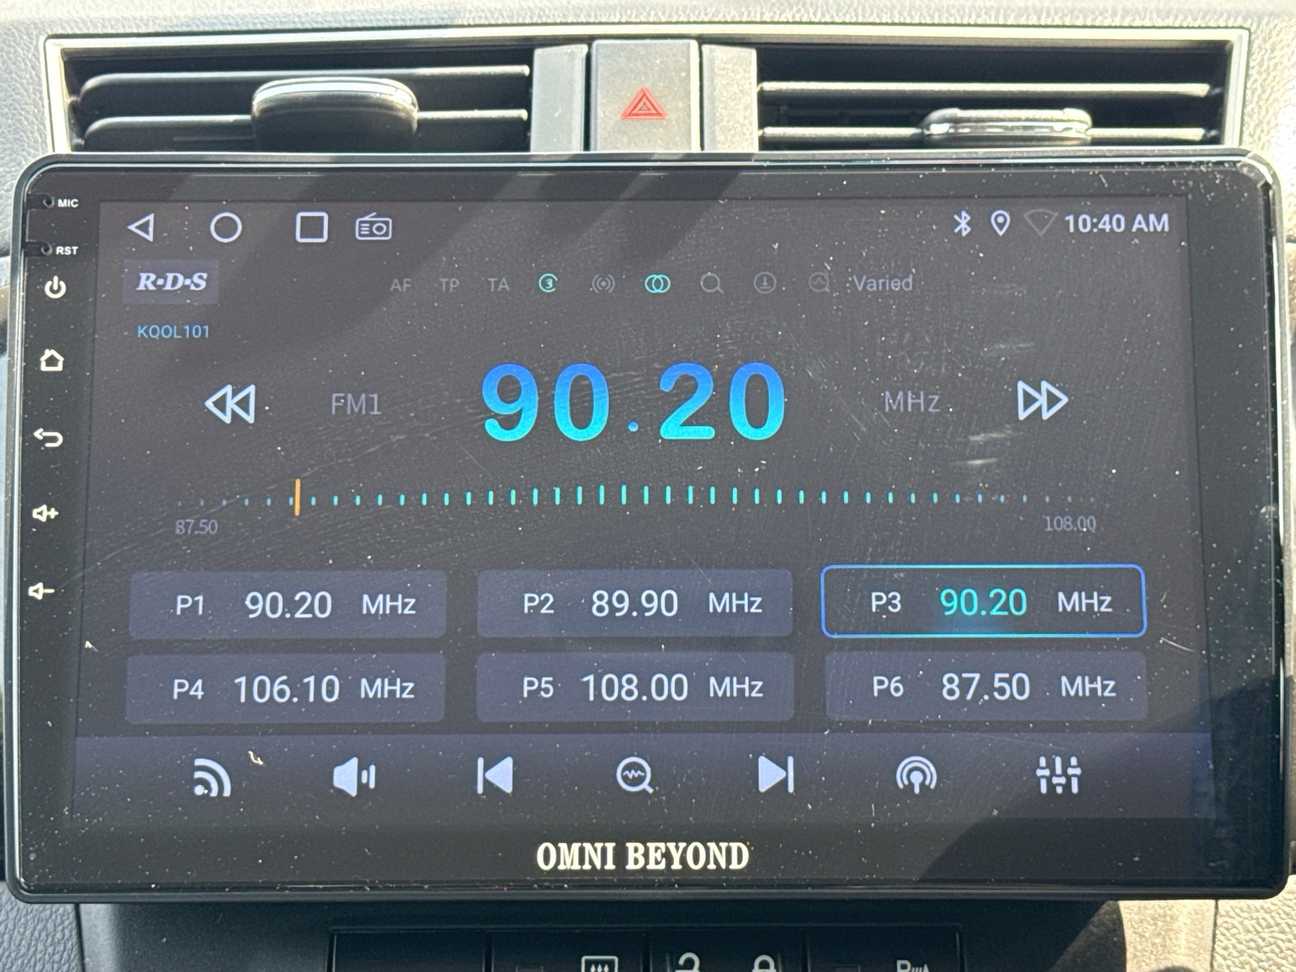 MIC
10:40 AM
RST
R·D·S
AF TP TA Varied
KQOL101
FM1 90.20 MHz
87.50 108.00
P1 90.20 MHz P2 89.90 MHz P3 90.20 MHz
P4 106.10 MHz P5 108.00 MHz P6 87.50 MHz
OMNI BEYOND